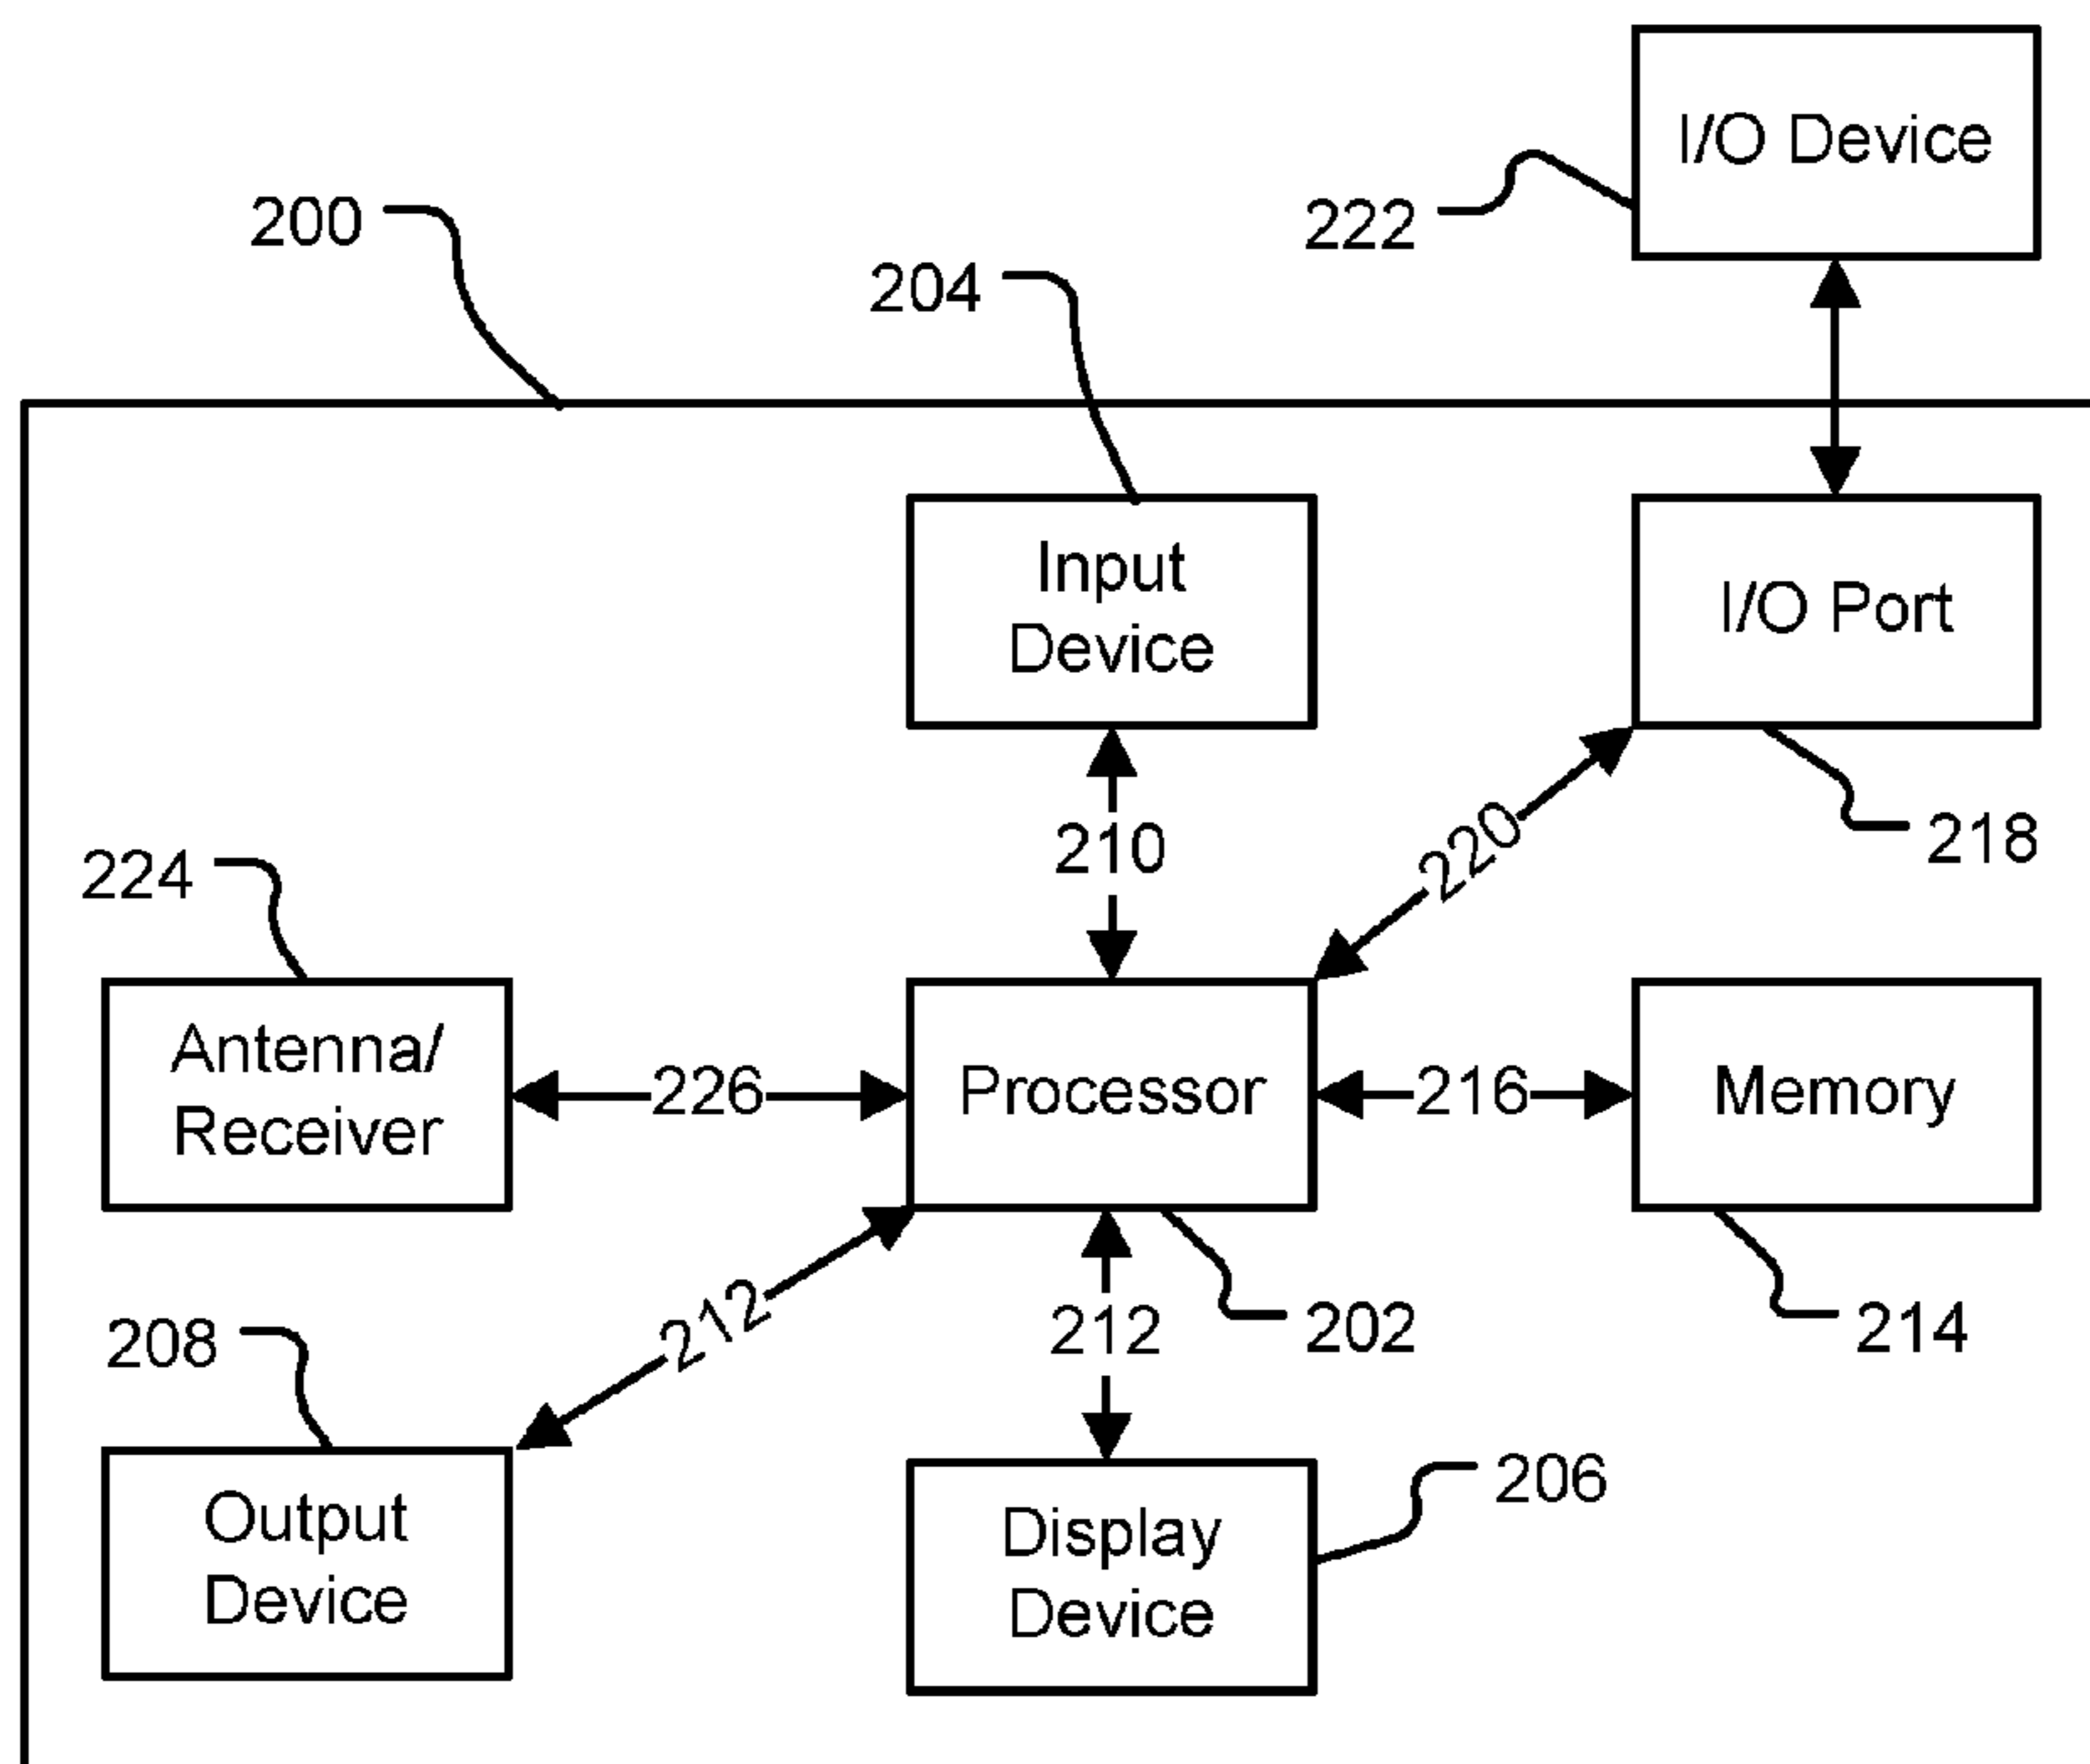 I/O Device
222
200
204
Input
Device
I/O Port
210
220
218
224
Antenna/
Receiver
226
Processor
216
Memory
212
212
202
214
208
Output
Device
Display
Device
206